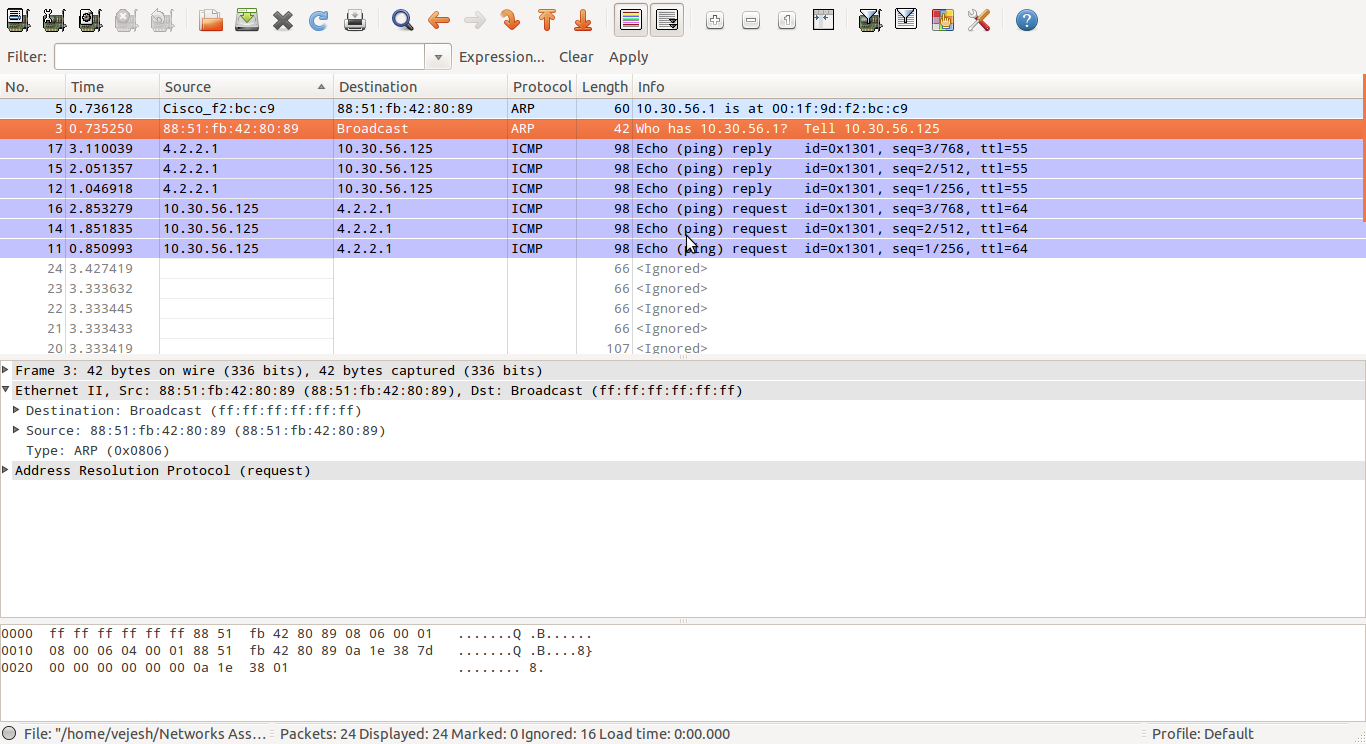 Filter: Expression... Clear Apply
No. Time Source Destination Protocol Length Info
5 0.736128 Cisco_f2:bc:c9 88:51:fb:42:80:89 ARP 60 10.30.56.1 is at 00:1f:9d:f2:bc:c9
3 0.735250 88:51:fb:42:80:89 Broadcast ARP 42 Who has 10.30.56.1? Tell 10.30.56.125
17 3.110039 4.2.2.1 10.30.56.125 ICMP 98 Echo (ping) reply id=0x1301, seq=3/768, ttl=55
15 2.051357 4.2.2.1 10.30.56.125 ICMP 98 Echo (ping) reply id=0x1301, seq=2/512, ttl=55
12 1.046918 4.2.2.1 10.30.56.125 ICMP 98 Echo (ping) reply id=0x1301, seq=1/256, ttl=55
16 2.853279 10.30.56.125 4.2.2.1 ICMP 98 Echo (ping) request id=0x1301, seq=3/768, ttl=64
14 1.851835 10.30.56.125 4.2.2.1 ICMP 98 Echo (ping) request id=0x1301, seq=2/512, ttl=64
11 0.850993 10.30.56.125 4.2.2.1 ICMP 98 Echo (ping) request id=0x1301, seq=1/256, ttl=64
24 3.427419 66 <Ignored>
23 3.333632 66 <Ignored>
22 3.333445 66 <Ignored>
21 3.333433 66 <Ignored>
20 3.333419 107 <Ignored>
Frame 3: 42 bytes on wire (336 bits), 42 bytes captured (336 bits)
Ethernet II, Src: 88:51:fb:42:80:89 (88:51:fb:42:80:89), Dst: Broadcast (ff:ff:ff:ff:ff:ff)
Destination: Broadcast (ff:ff:ff:ff:ff:ff)
Source: 88:51:fb:42:80:89 (88:51:fb:42:80:89)
Type: ARP (0x0806)
Address Resolution Protocol (request)
0000 ff ff ff ff ff ff 88 51 fb 42 80 89 08 06 00 01 .......Q .B......
0010 08 00 06 04 00 01 88 51 fb 42 80 89 0a 1e 38 7d .......Q .B....8}
0020 00 00 00 00 00 00 0a 1e 38 01 ........ 8.
File: "/home/vejesh/Networks Ass... Packets: 24 Displayed: 24 Marked: 0 Ignored: 16 Load time: 0:00.000 Profile: Default